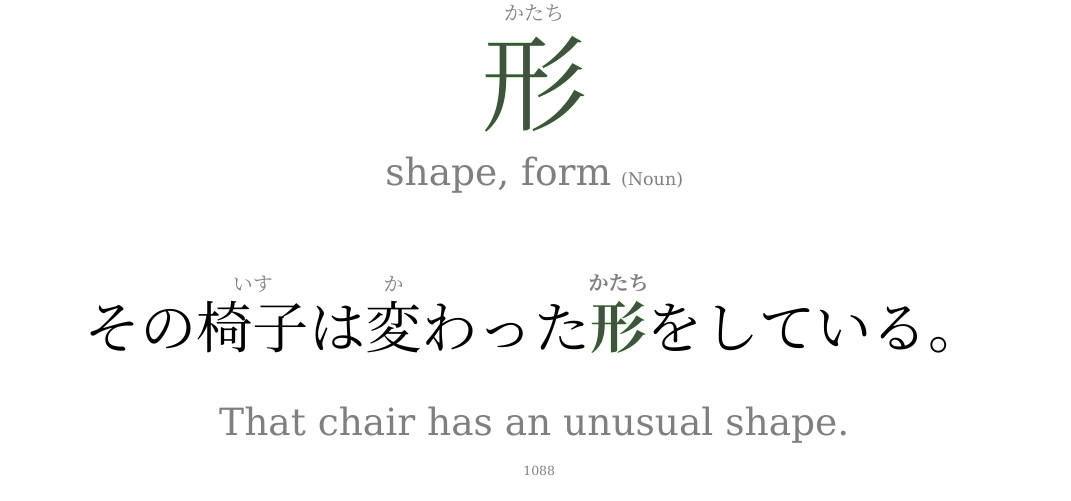 かたち
形
shape, form (Noun)
いす か かたち
その椅子は変わった形をしている。
That chair has an unusual shape.
1088